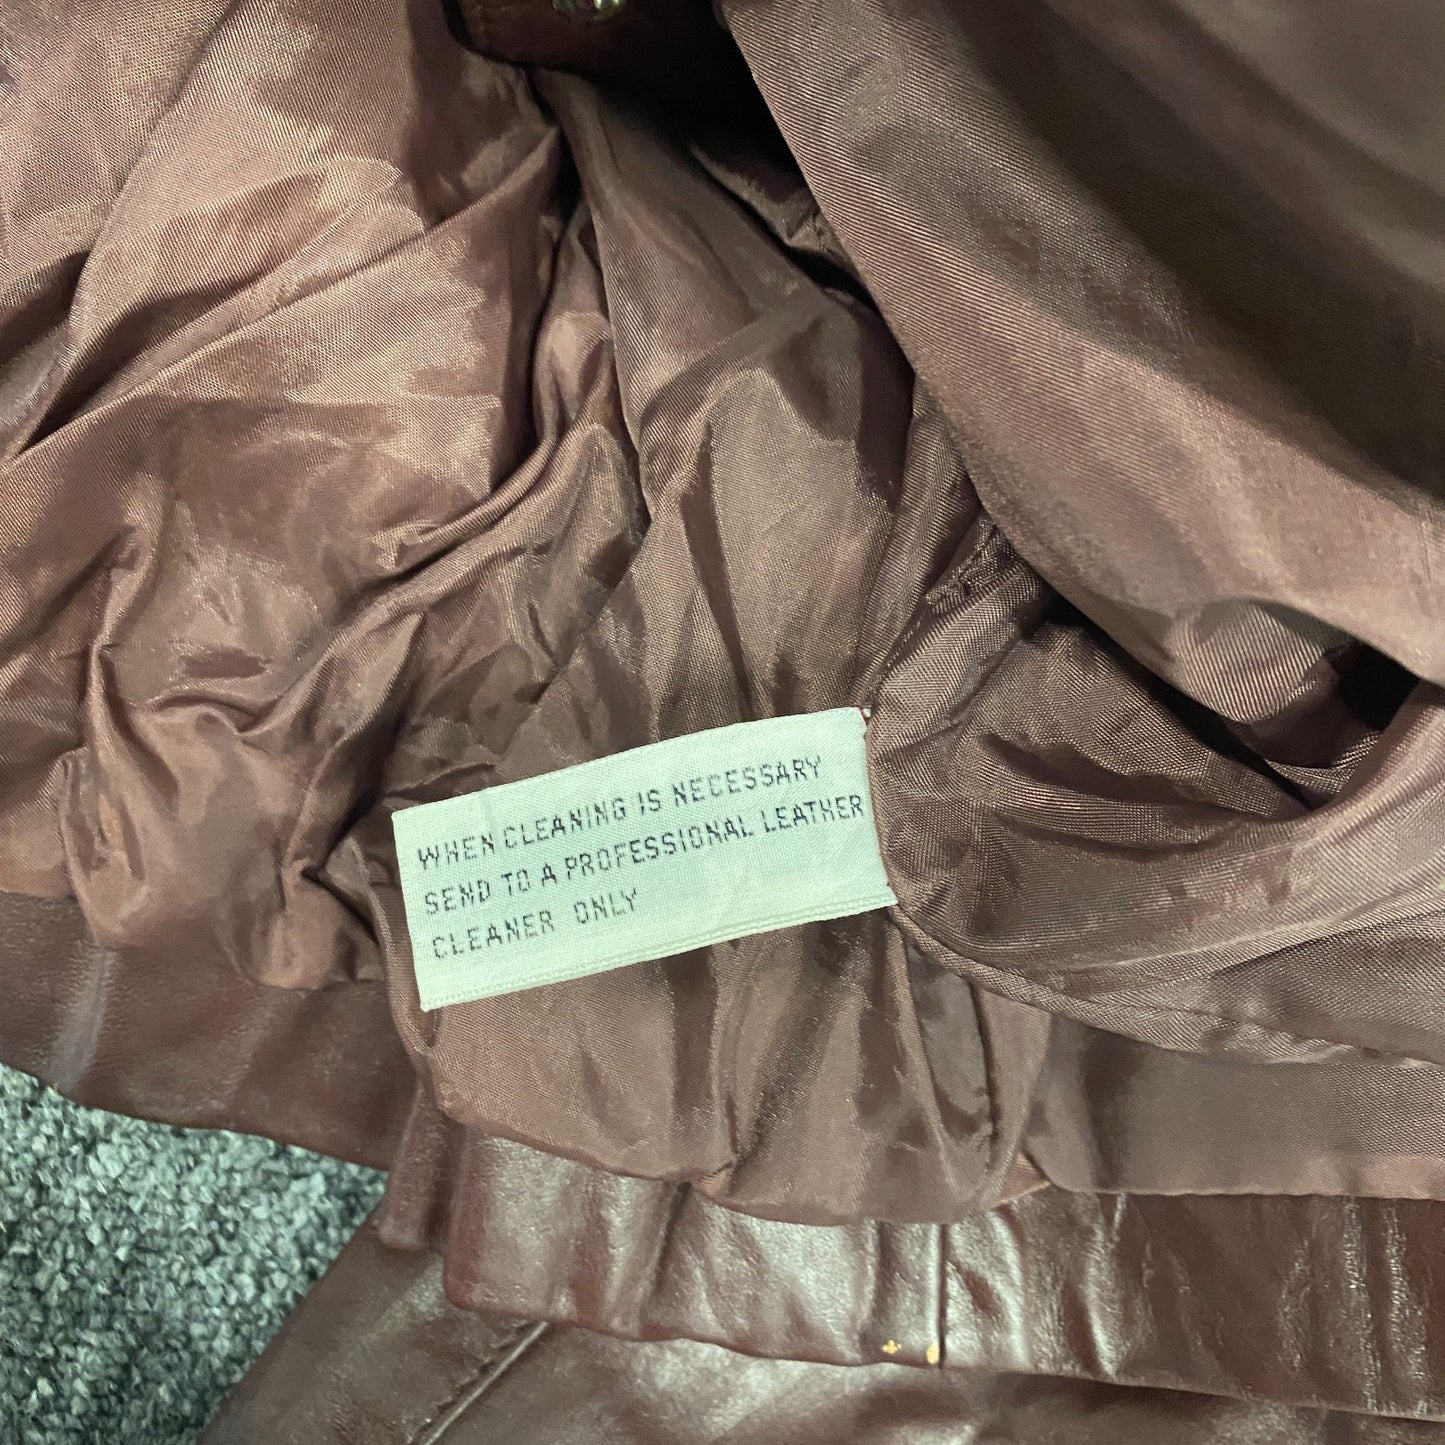 WHEN CLEANING IS NECESSARY
SEND TO A PROFESSIONAL LEATHER
CLEANER ONLY